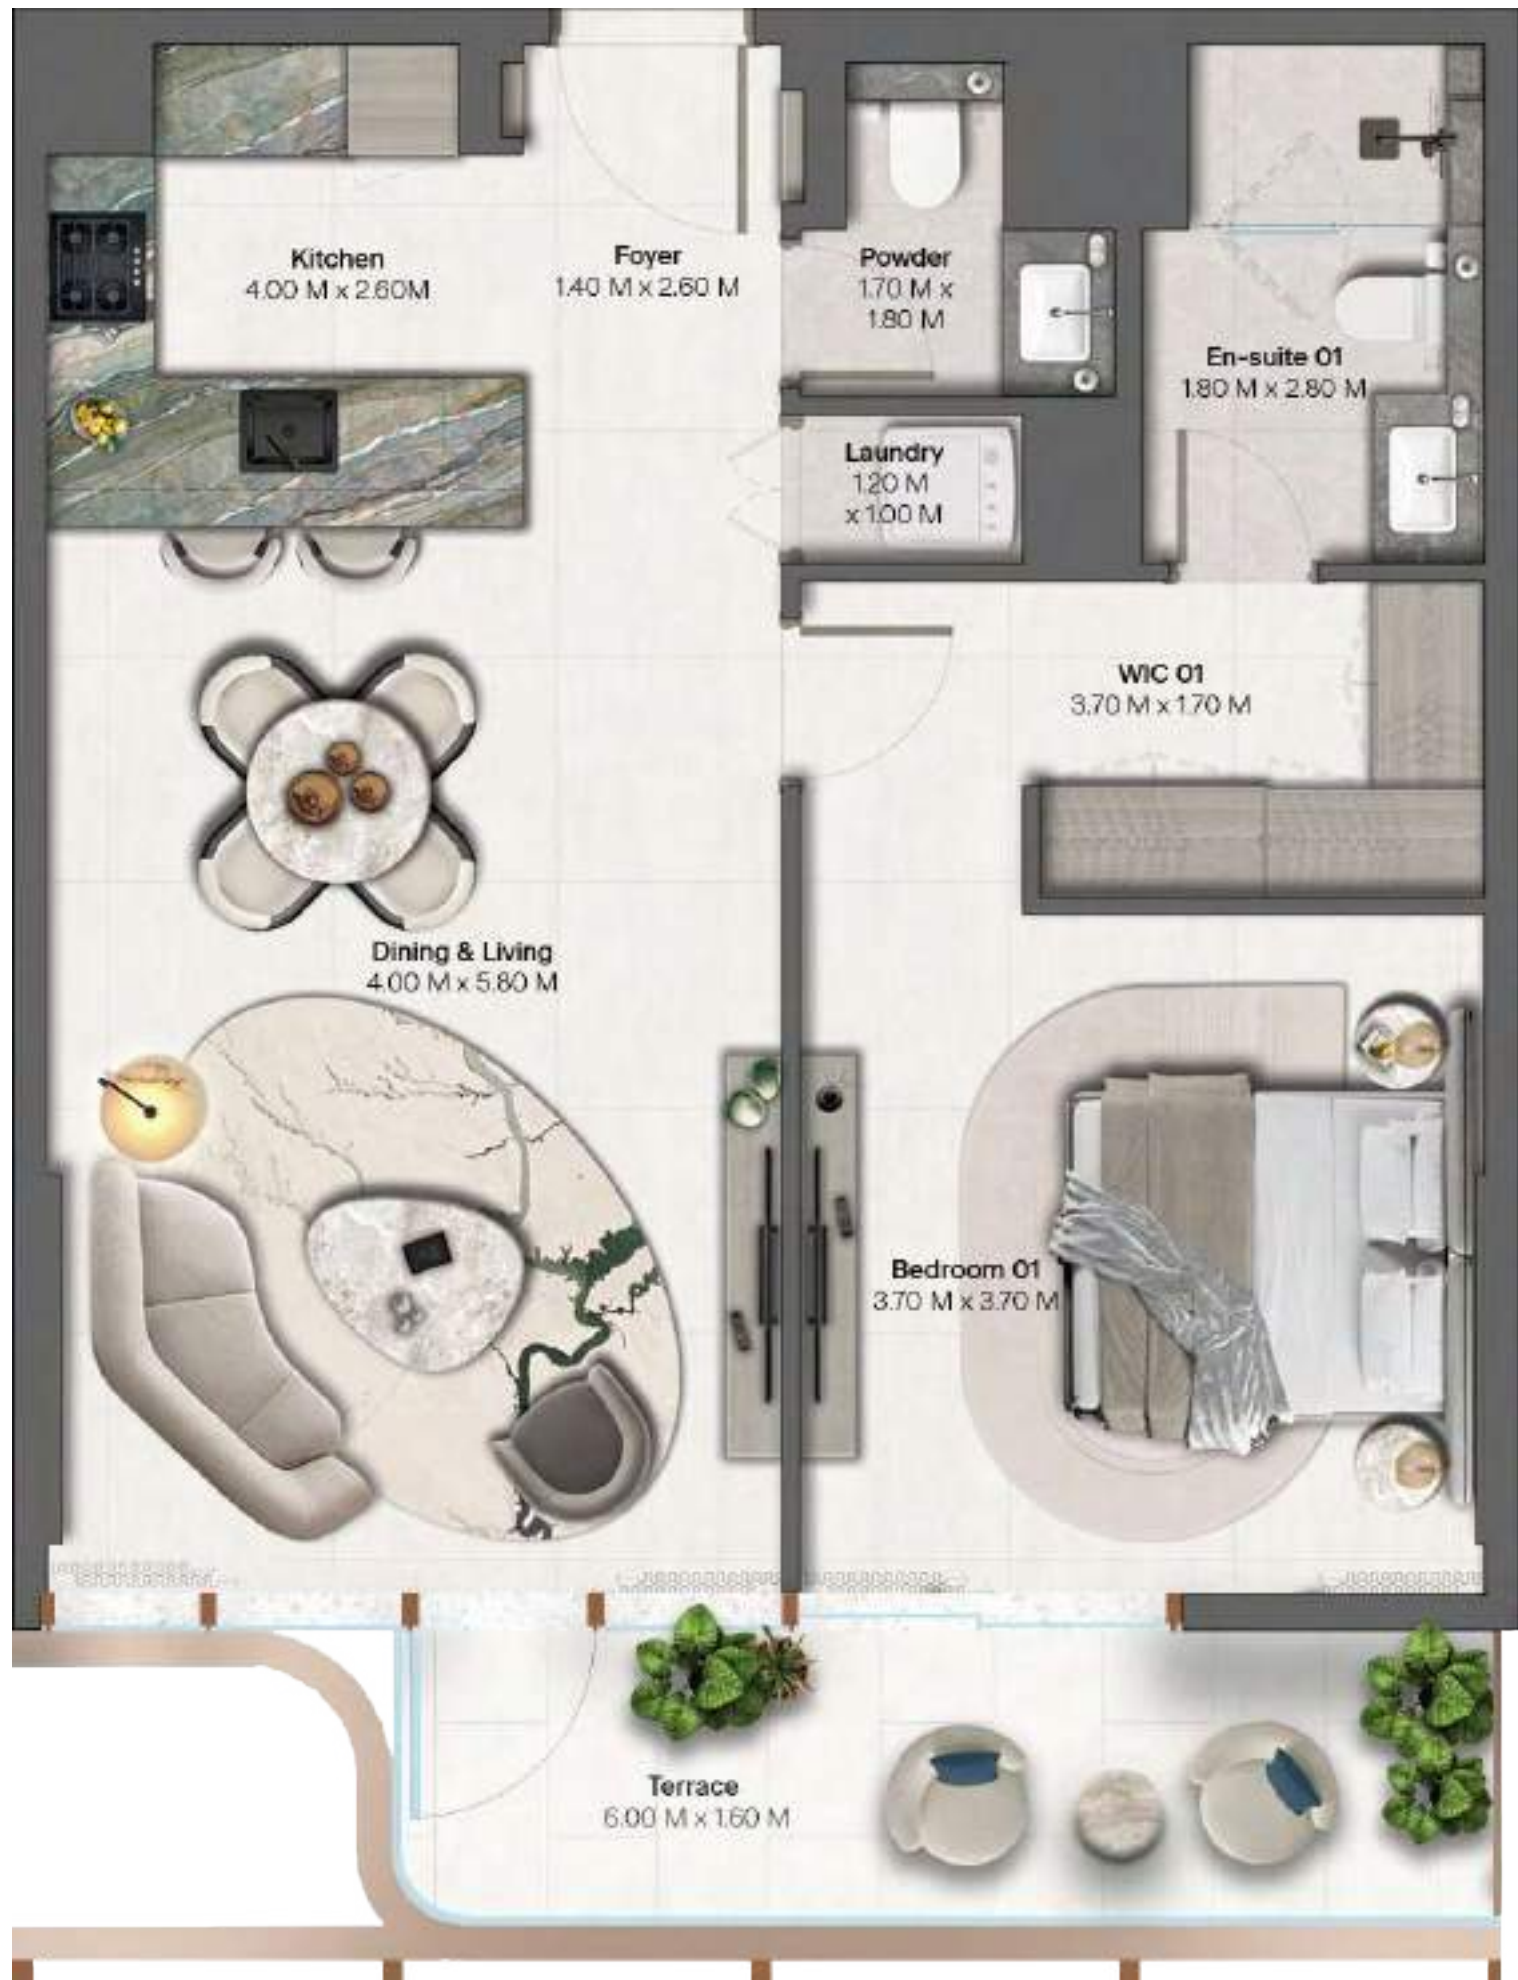 Kitchen
4.00 M x 2.60M
Foyer
1.40 M x 2.60 M
Powder
1.70 M x
1.80 M
En-suite 01
1.80 M x 2.80 M
Laundry
1.20 M
x 1.00 M
WIC 01
3.70 M x 1.70 M
Dining & Living
4.00 M x 5.80 M
Bedroom 01
3.70 M x 3.70 M
Terrace
6.00 M x 1.60 M